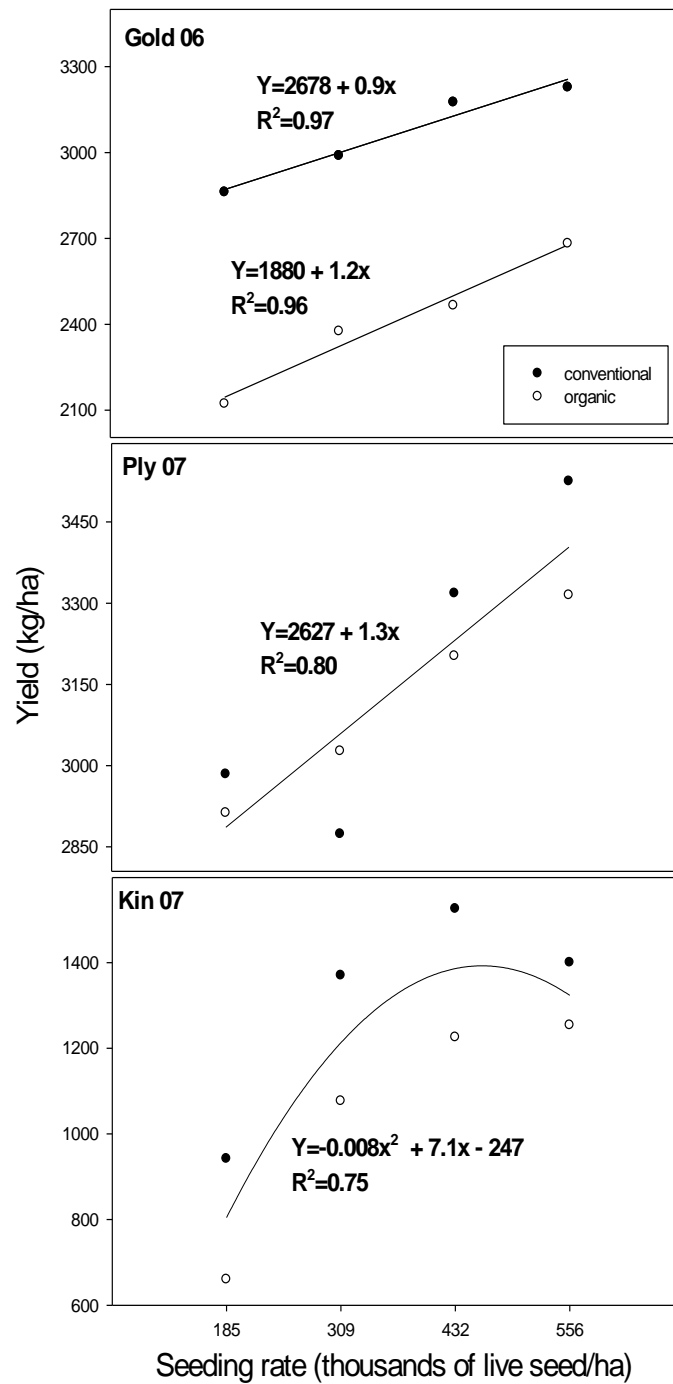 Gold 06
3300
Y=2678 + 0.9x
R²=0.97
3000
2700
Y=1880 + 1.2x
R²=0.96
2400
conventional
organic
2100
Ply 07
3450
3300
Y=2627 + 1.3x
R²=0.80
3150
3000
2850
Yield (kg/ha)
Kin 07
1400
1200
1000
Y=-0.008x² + 7.1x - 247
R²=0.75
800
600
185 309 432 556
Seeding rate (thousands of live seed/ha)